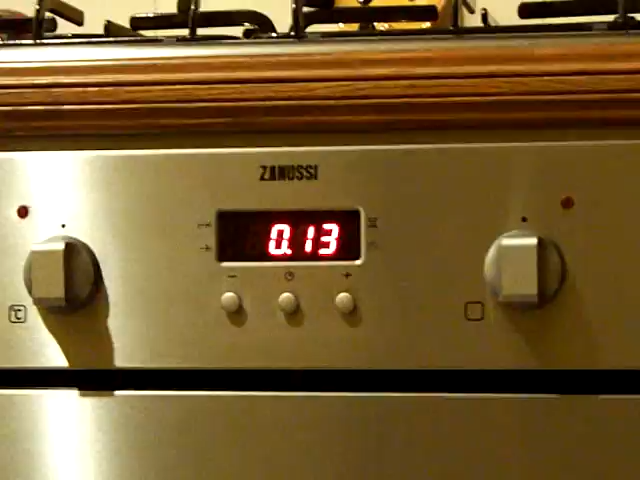 ZANUSSI
0.13
- +
℃